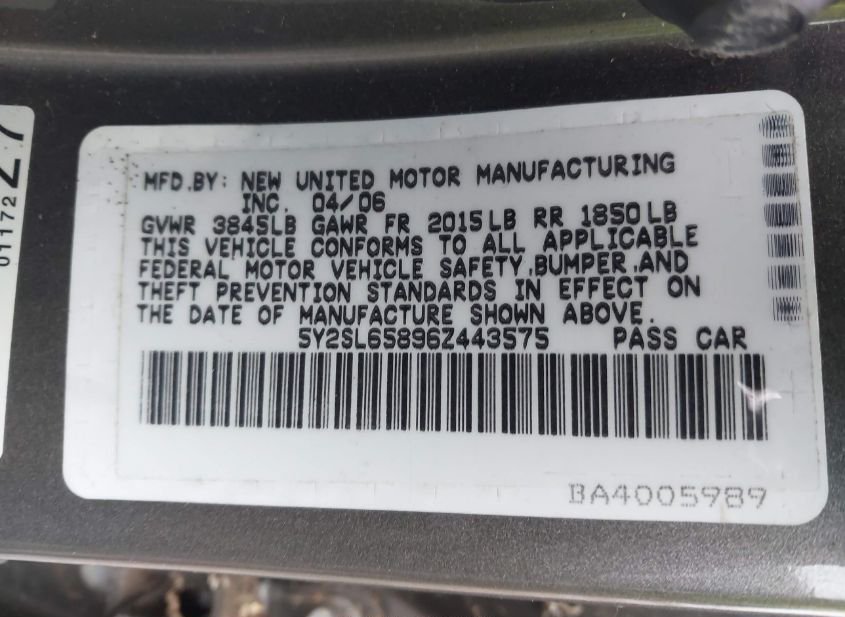 MFD.BY: NEW UNITED MOTOR MANUFACTURING
INC. 04/06
GVWR 3845LB GAWR FR 2015LB RR 1850LB
THIS VEHICLE CONFORMS TO ALL APPLICABLE
FEDERAL MOTOR VEHICLE SAFETY,BUMPER,AND
THEFT PREVENTION STANDARDS IN EFFECT ON
THE DATE OF MANUFACTURE SHOWN ABOVE.
5Y2SL65896Z443575 PASS CAR
BA4005989
01172